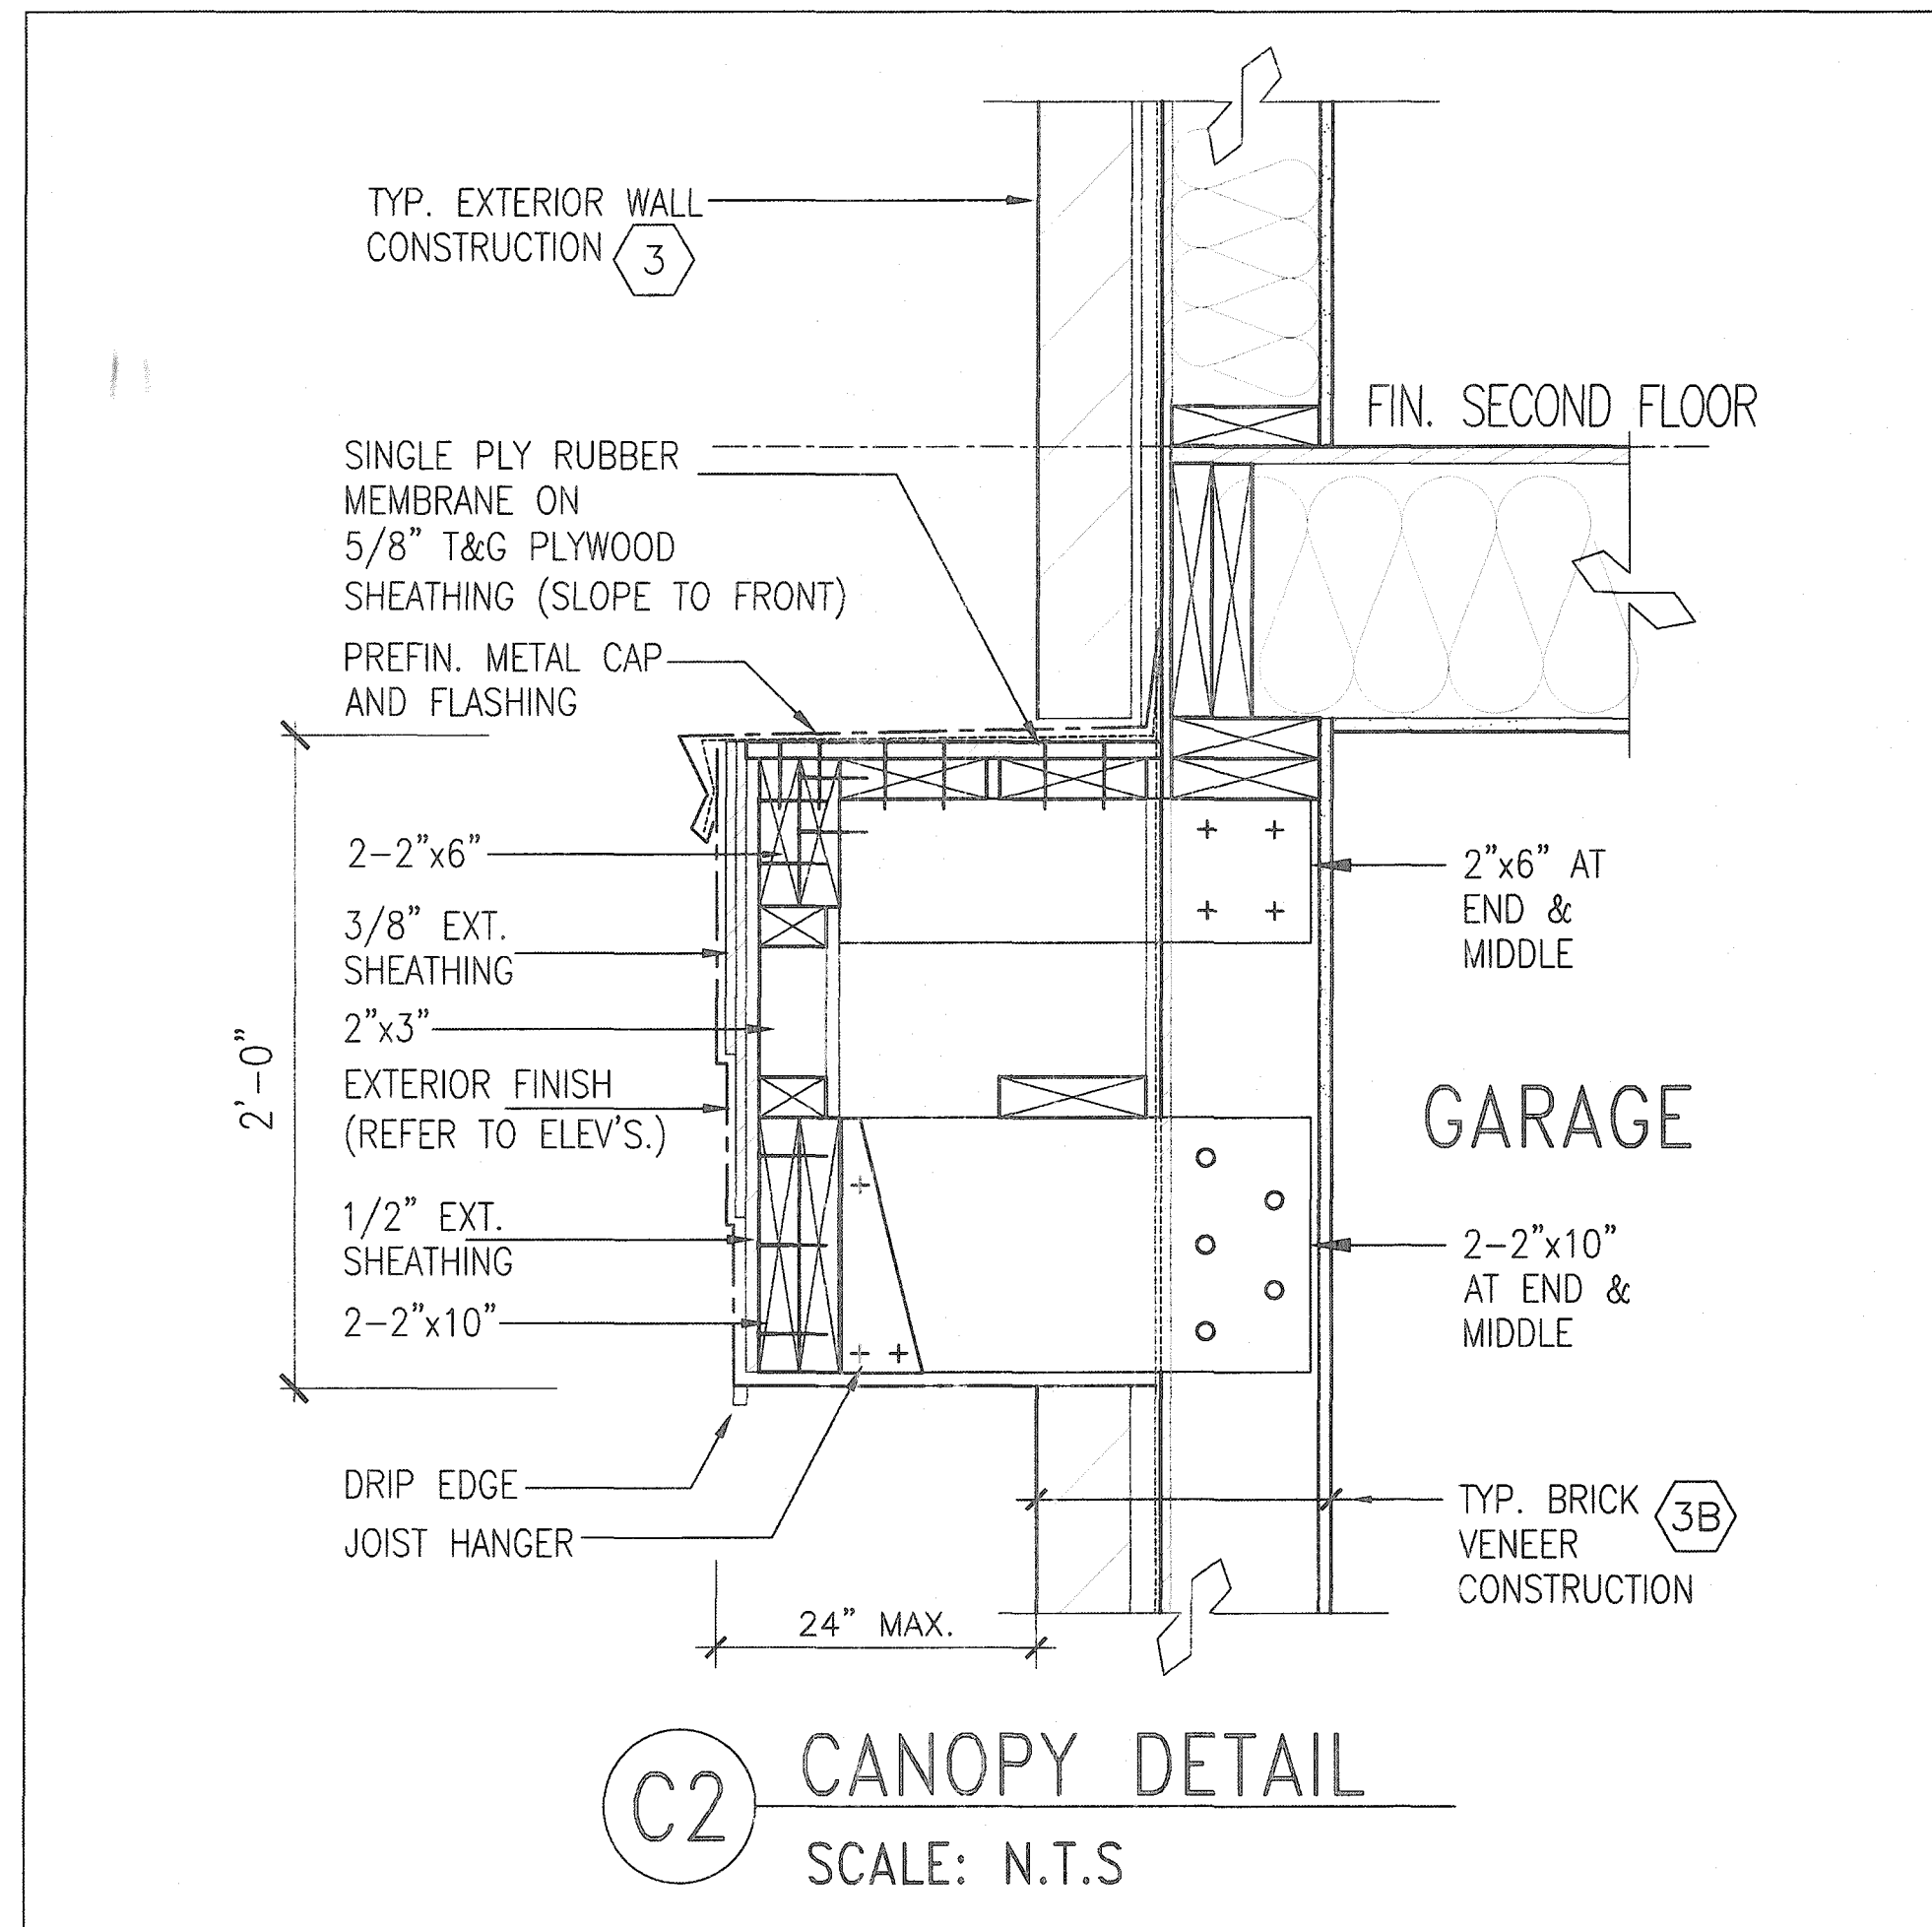 TYP. EXTERIOR WALL
CONSTRUCTION 3
FIN. SECOND FLOOR
SINGLE PLY RUBBER
MEMBRANE ON
5/8" T&G PLYWOOD
SHEATHING (SLOPE TO FRONT)
PREFIN. METAL CAP
AND FLASHING
2-2"x6"
3/8" EXT.
SHEATHING
2"x3"
EXTERIOR FINISH
(REFER TO ELEV'S.)
1/2" EXT.
SHEATHING
2-2"x10"
2'-0"
DRIP EDGE
JOIST HANGER
2"x6" AT
END &
MIDDLE
GARAGE
2-2"x10"
AT END &
MIDDLE
TYP. BRICK 3B
VENEER
CONSTRUCTION
24" MAX.
C2 CANOPY DETAIL
SCALE: N.T.S